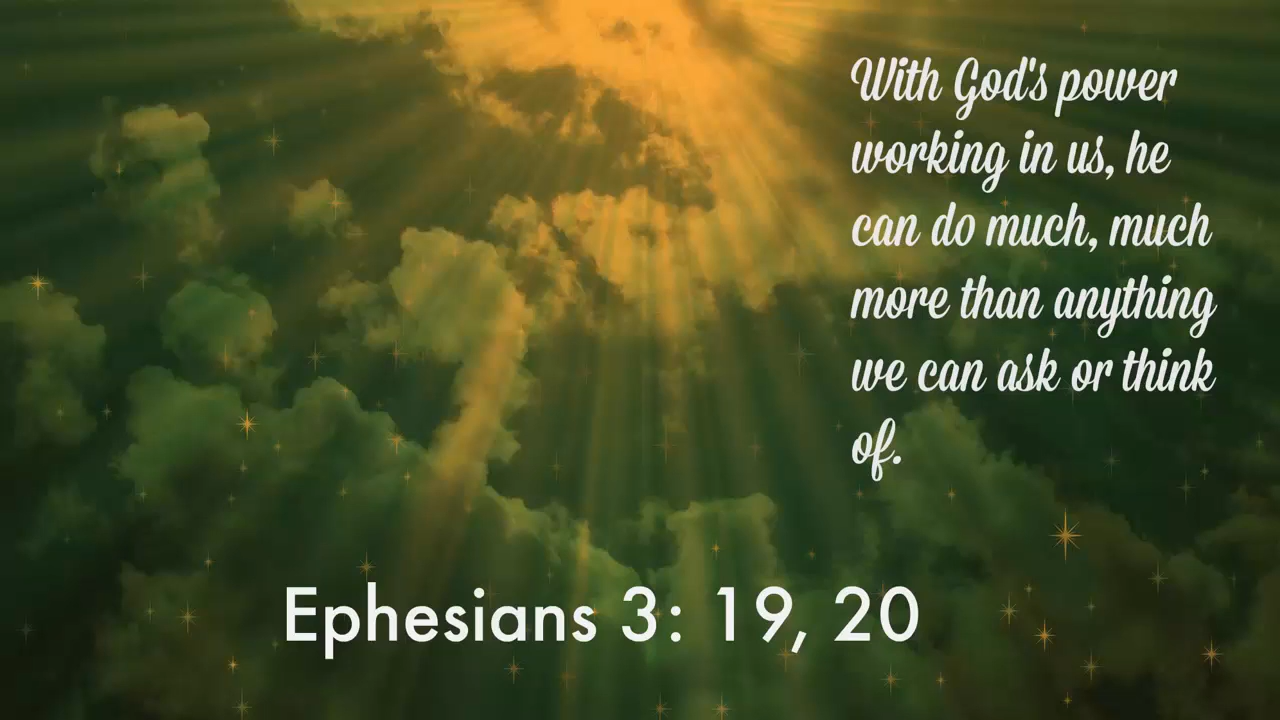 With God's power
working in us, he
can do much, much
more than anything
we can ask or think
of.
Ephesians 3: 19, 20